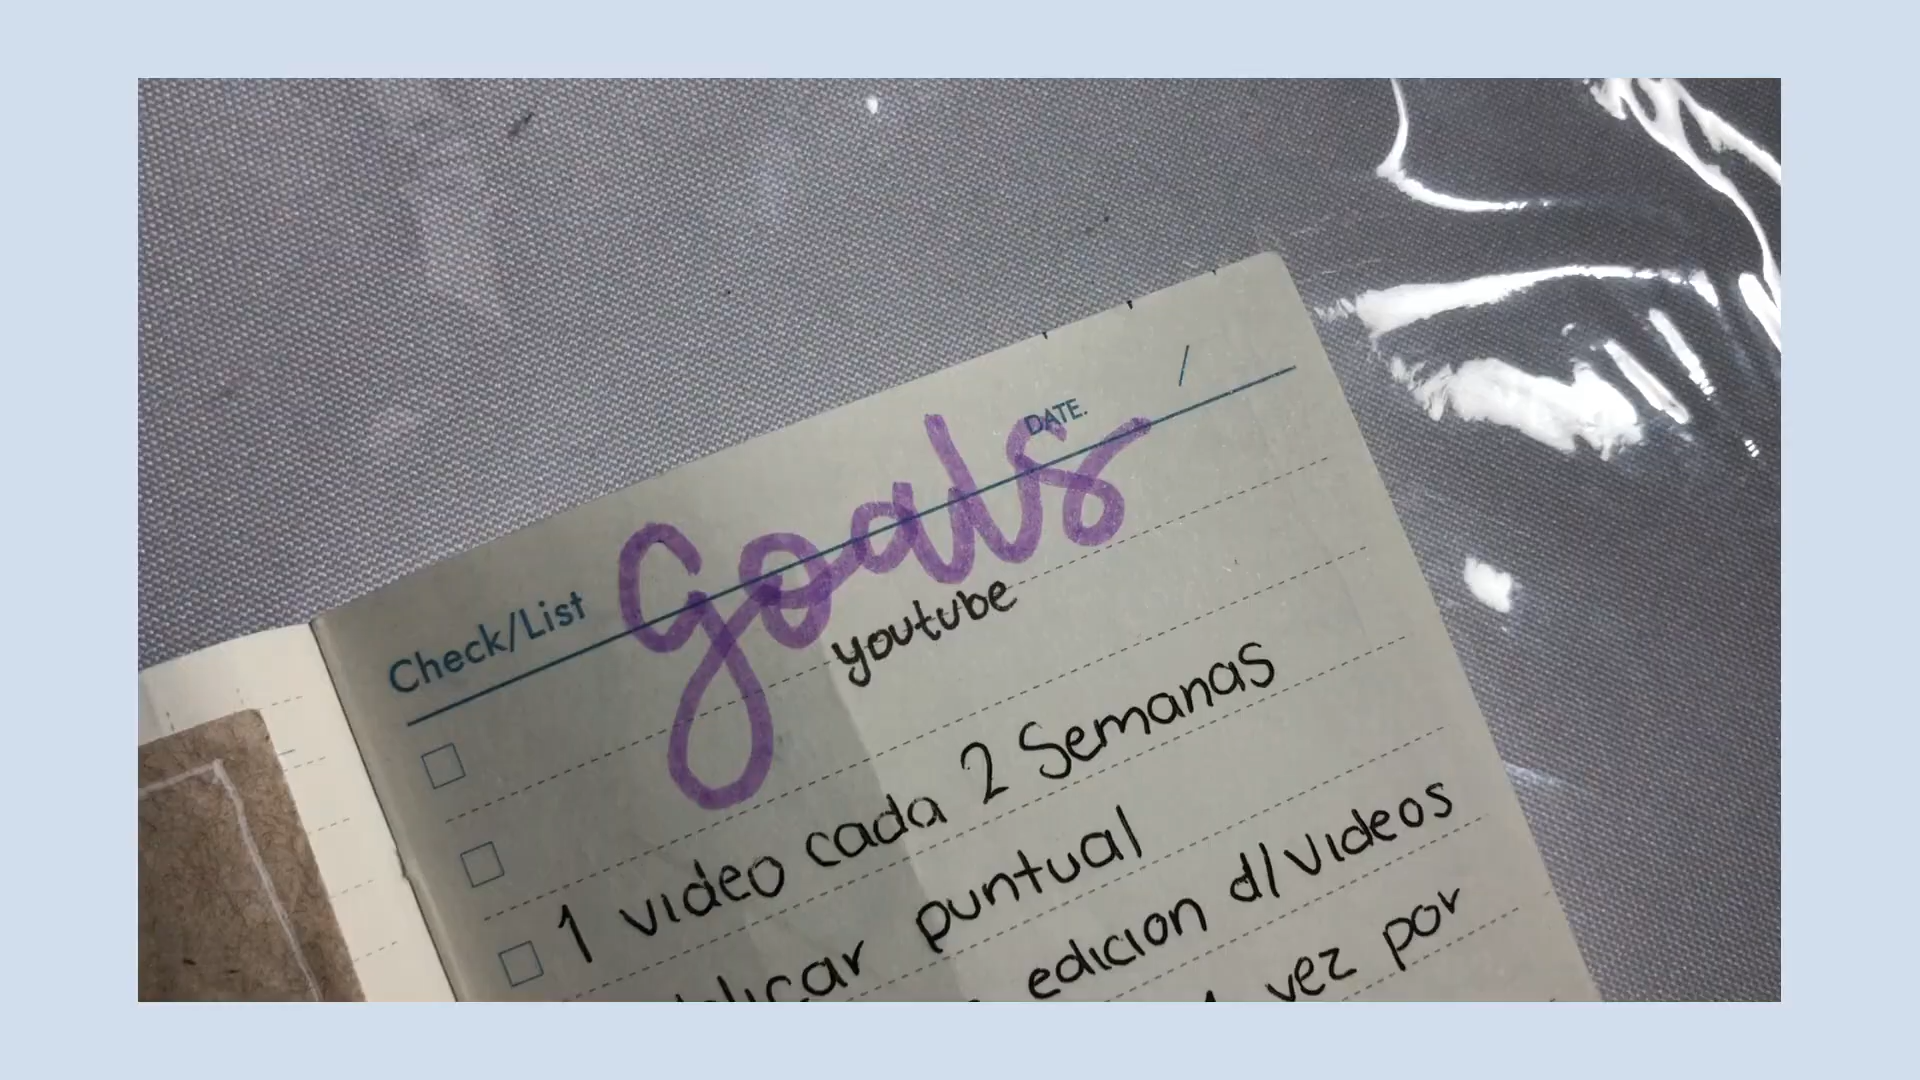 DATE. /
Check/List
goals
youtube
1 video cada 2 Semanas
puntual
edicion d/videos
vez por